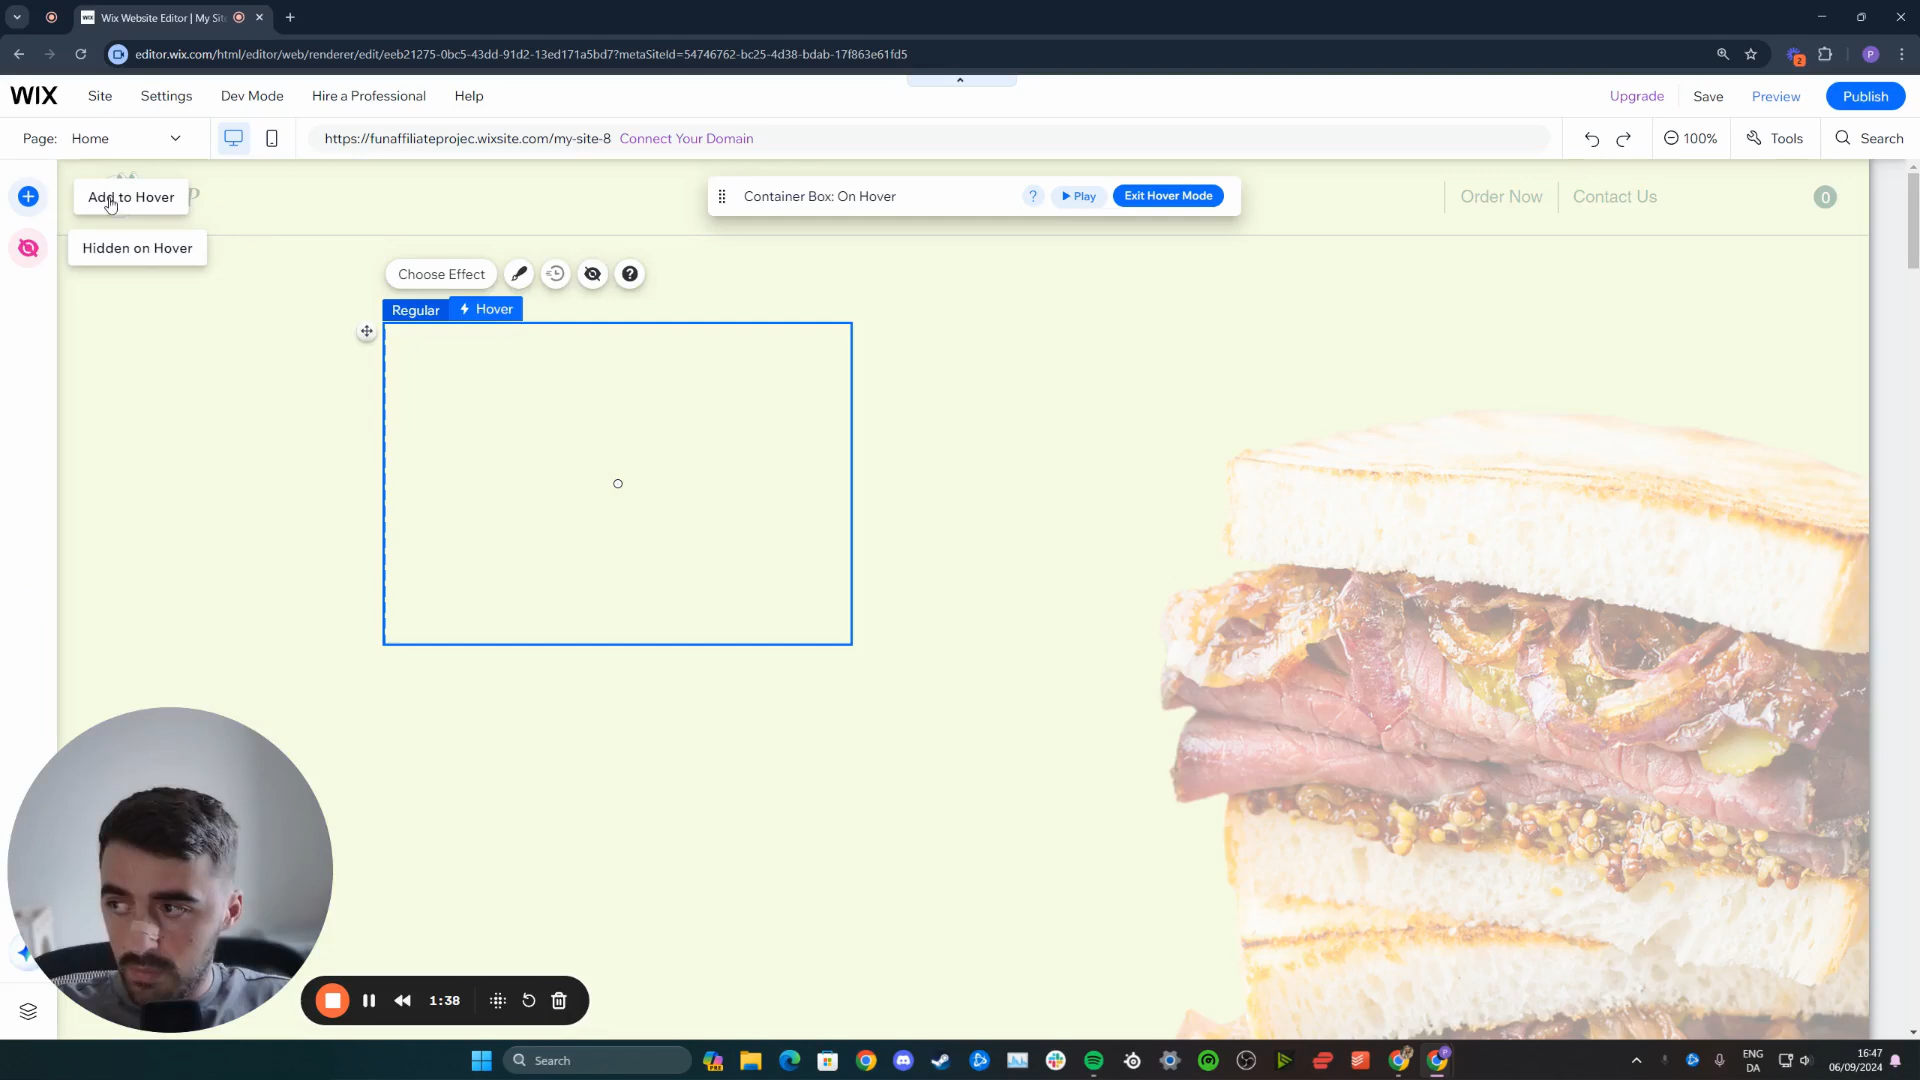 Wix Website Editor | My Sit
editor.wix.com/html/editor/web/renderer/edit/eeb21275-0bc5-43dd-91d2-13ed171a5bd7?metaSiteId=54746762-bc25-4d38-bdab-17f863e61fd5
2
P
WIX
Site
Settings
Dev Mode
Hire a Professional
Help
Upgrade
Save
Preview
Publish
Page:
Home
https://funaffiliateprojec.wixsite.com/my-site-8
Connect Your Domain
100%
Tools
Search
Add to Hover
P
Container Box: On Hover
?
Play
Exit Hover Mode
Order Now
Contact Us
0
Hidden on Hover
Choose Effect
?
Regular
Hover
1:38
Search
PRE
P
ENG
DA
16:47
06/09/2024